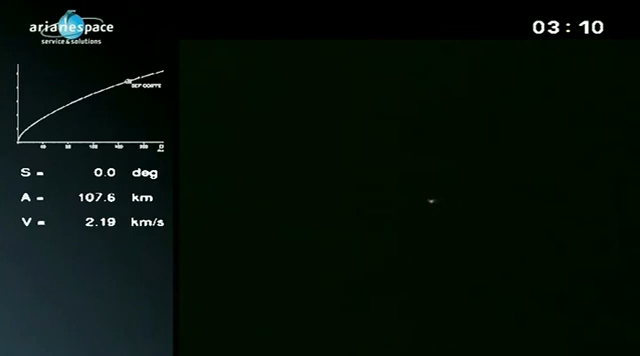 arianespace
service & solutions
03:10
SEP COIFFE
S = 0.0 deg
A = 107.6 km
V = 2.19 km/s